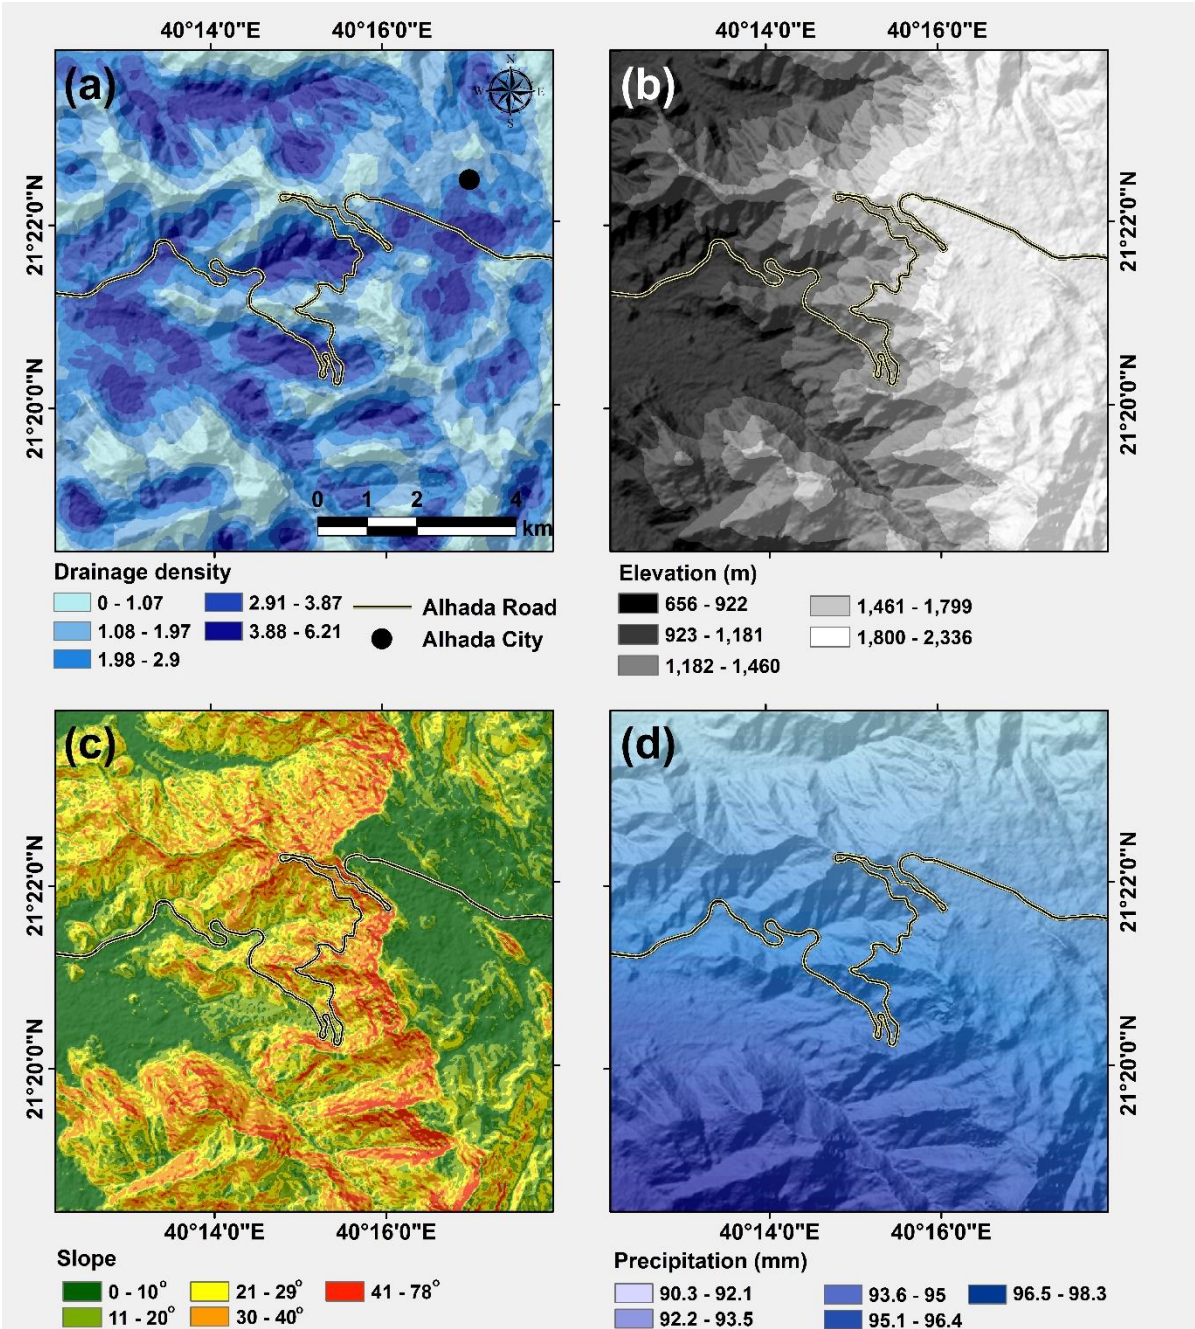 40°14'0"E 40°16'0"E 40°14'0"E 40°16'0"E
(a) N W E S (b)
21°22'0"N 21°22'0"N
21°20'0"N 21°20'0"N
0 1 2 4
km
40°14'0"E 40°16'0"E
Drainage density
0 - 1.07
1.08 - 1.97
1.98 - 2.9
2.91 - 3.87
3.88 - 6.21
Alhada Road
Alhada City
Elevation (m)
656 - 922
923 - 1,181
1,182 - 1,460
1,461 - 1,799
1,800 - 2,336
(c) (d)
21°22'0"N 21°22'0"N
21°20'0"N 21°20'0"N
40°14'0"E 40°16'0"E 40°14'0"E 40°16'0"E
Slope
0 - 10°
11 - 20°
21 - 29°
30 - 40°
41 - 78°
Precipitation (mm)
90.3 - 92.1
92.2 - 93.5
93.6 - 95
95.1 - 96.4
96.5 - 98.3